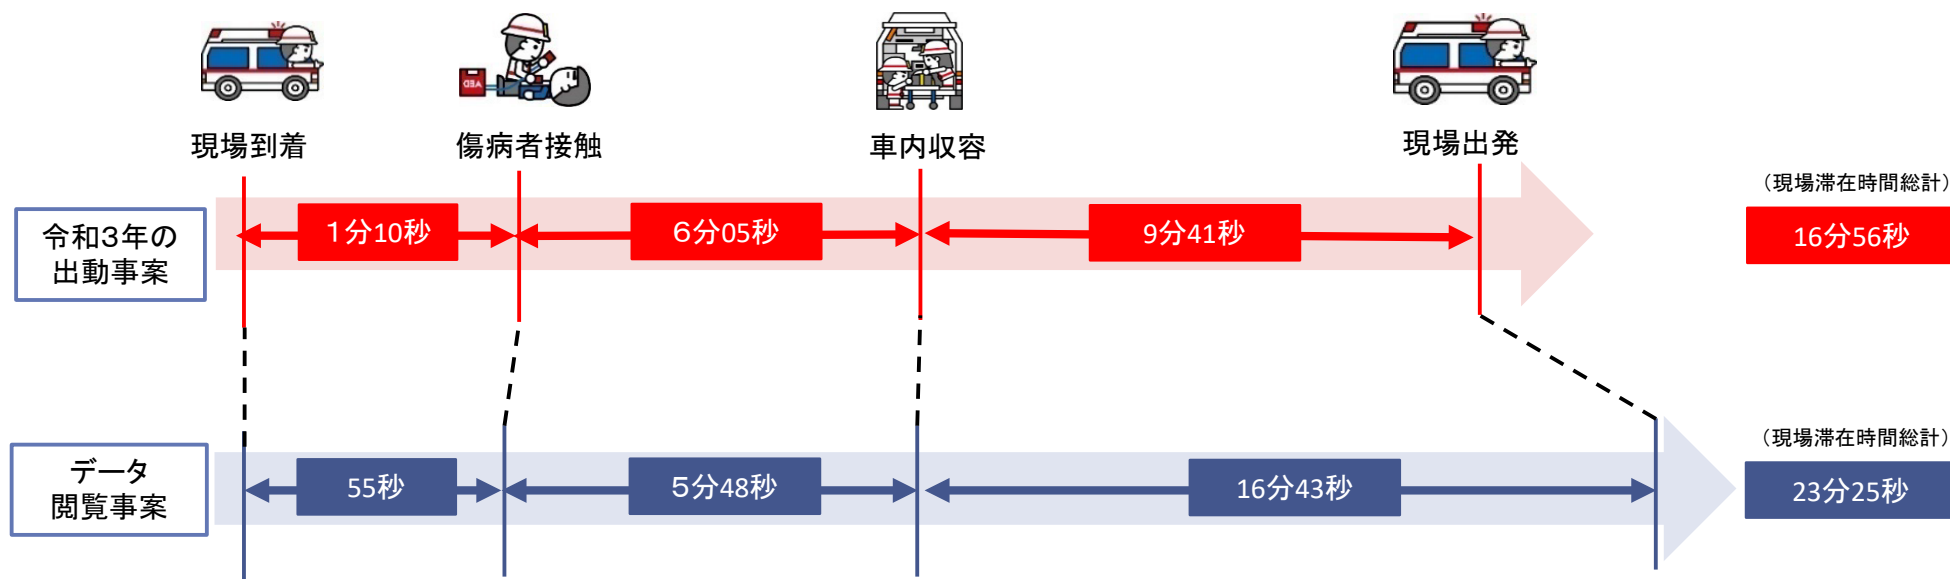 現場到着
傷病者接触
車内収容
現場出発
AED
(現場滞在時間総計)
令和3年の
出動事案
1分10秒
6分05秒
9分41秒
16分56秒
(現場滞在時間総計)
データ
閲覧事案
55秒
5分48秒
16分43秒
23分25秒